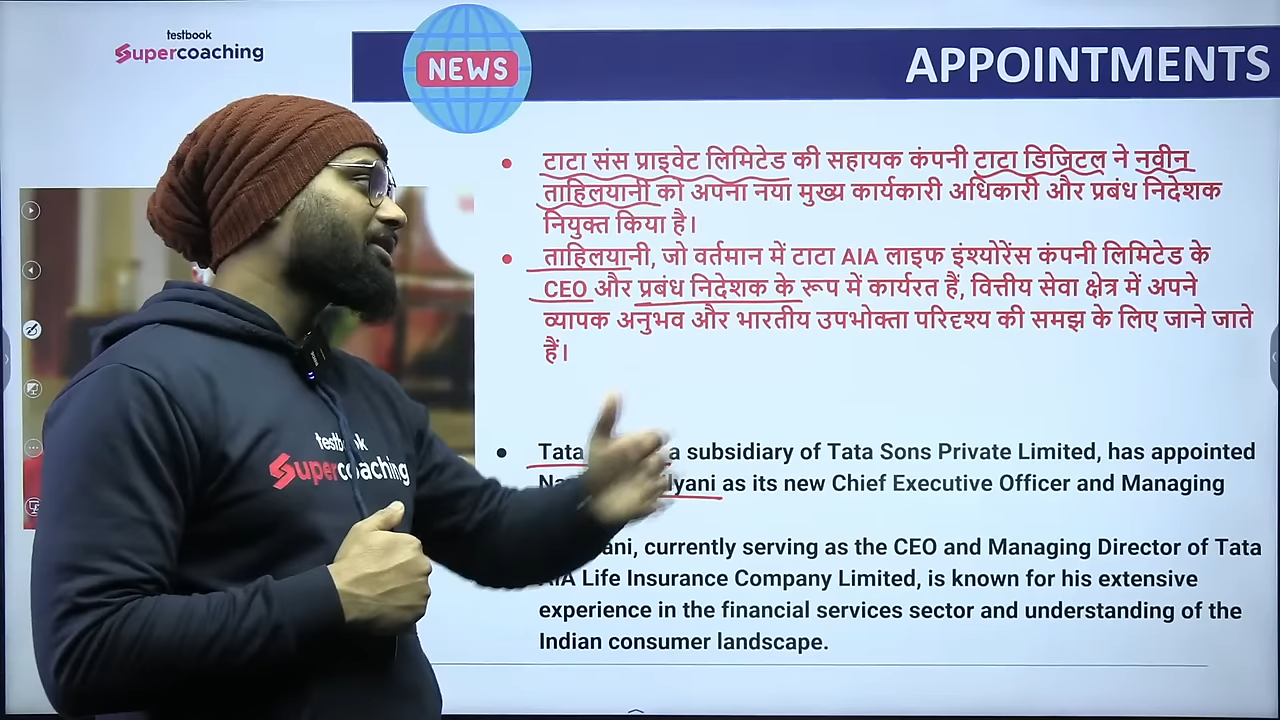 testbook
Supercoaching
NEWS
APPOINTMENTS
• टाटा संस प्राइवेट लिमिटेड की सहायक कंपनी टाटा डिजिटल ने नवीन
ताहिलयानी को अपना नया मुख्य कार्यकारी अधिकारी और प्रबंध निदेशक
नियुक्त किया है।
• ताहिलयानी, जो वर्तमान में टाटा AIA लाइफ इंश्योरेंस कंपनी लिमिटेड के
CEO और प्रबंध निदेशक के रूप में कार्यरत हैं, वित्तीय सेवा क्षेत्र में अपने
व्यापक अनुभव और भारतीय उपभोक्ता परिदृश्य की समझ के लिए जाने जाते
हैं।
• Tata a subsidiary of Tata Sons Private Limited, has appointed
as its new Chief Executive Officer and Managing
currently serving as the CEO and Managing Director of Tata
AIA Life Insurance Company Limited, is known for his extensive
experience in the financial services sector and understanding of the
Indian consumer landscape.
testbook
Supercoaching